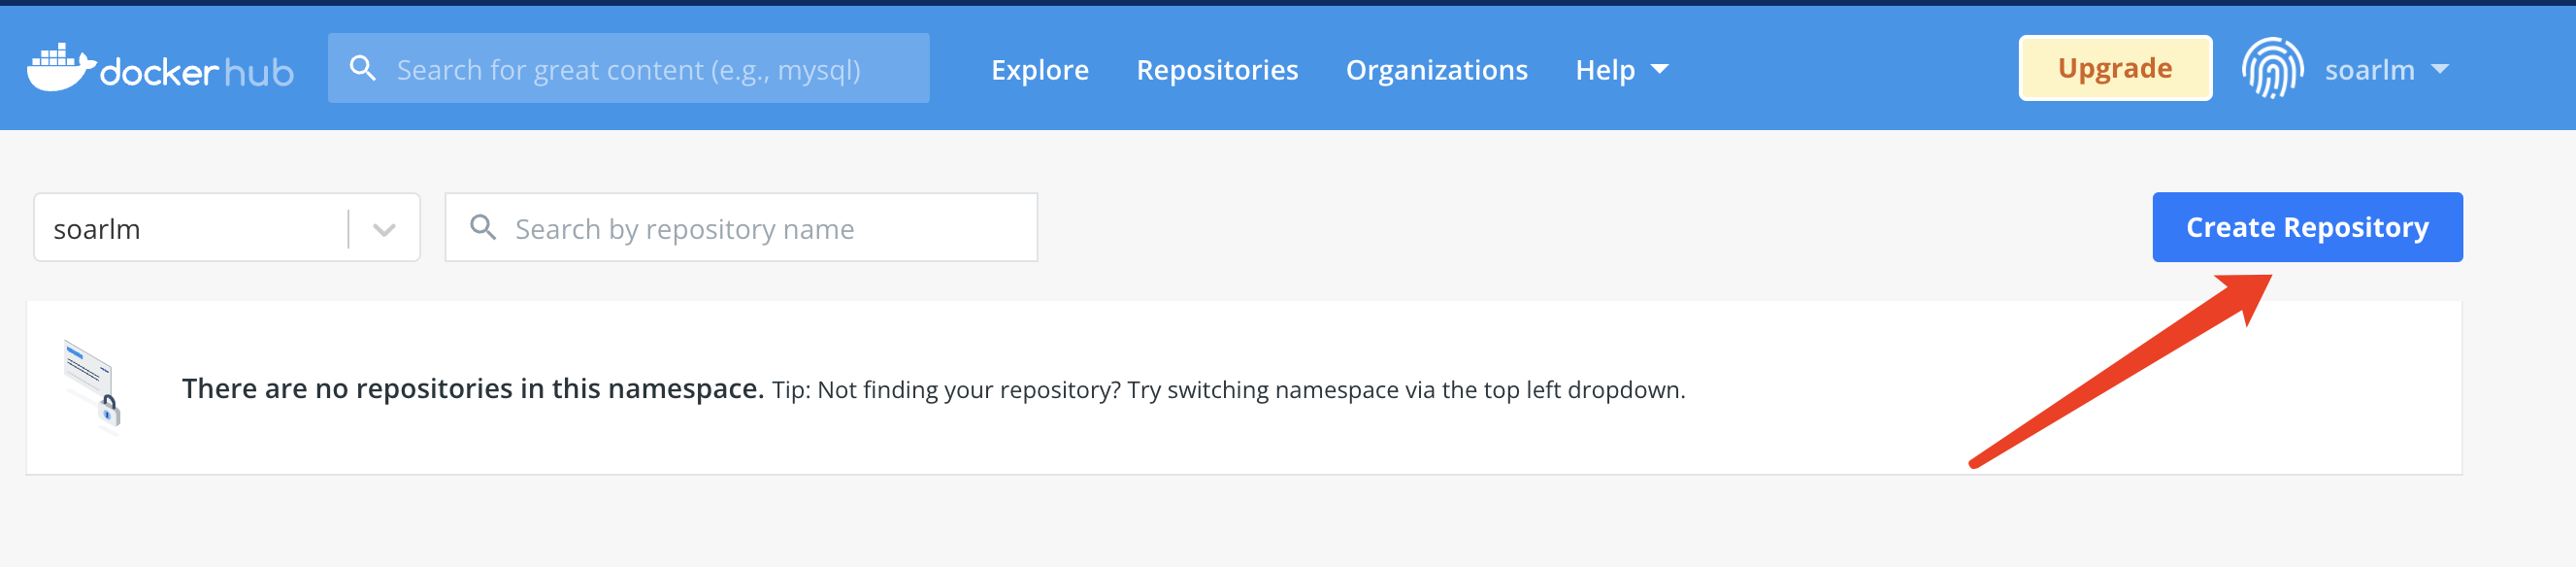 docker hub
Search for great content (e.g., mysql)
Explore
Repositories
Organizations
Help
Upgrade
soarlm
soarlm
Search by repository name
Create Repository
There are no repositories in this namespace. Tip: Not finding your repository? Try switching namespace via the top left dropdown.